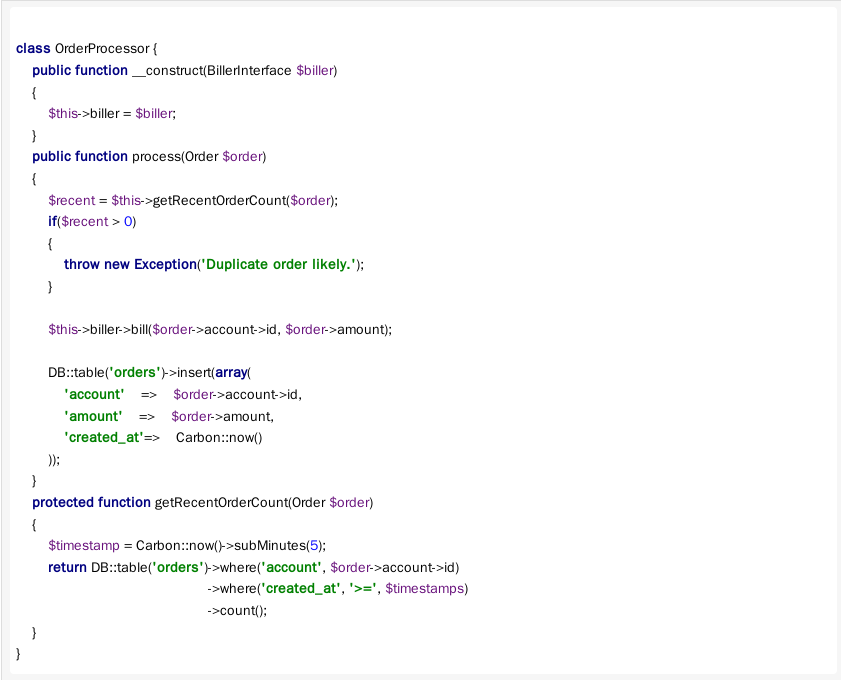 class OrderProcessor {
public function __construct(BillerInterface $biller)
{
$this->biller = $biller;
}
public function process(Order $order)
{
$recent = $this->getRecentOrderCount($order);
if($recent > 0)
{
throw new Exception('Duplicate order likely.');
}
$this->biller->bill($order->account->id, $order->amount);
DB::table('orders')->insert(array(
'account' => $order->account->id,
'amount' => $order->amount,
'created_at'=> Carbon::now()
));
}
protected function getRecentOrderCount(Order $order)
{
$timestamp = Carbon::now()->subMinutes(5);
return DB::table('orders')->where('account', $order->account->id)
->where('created_at', '>=', $timestamps)
->count();
}
}